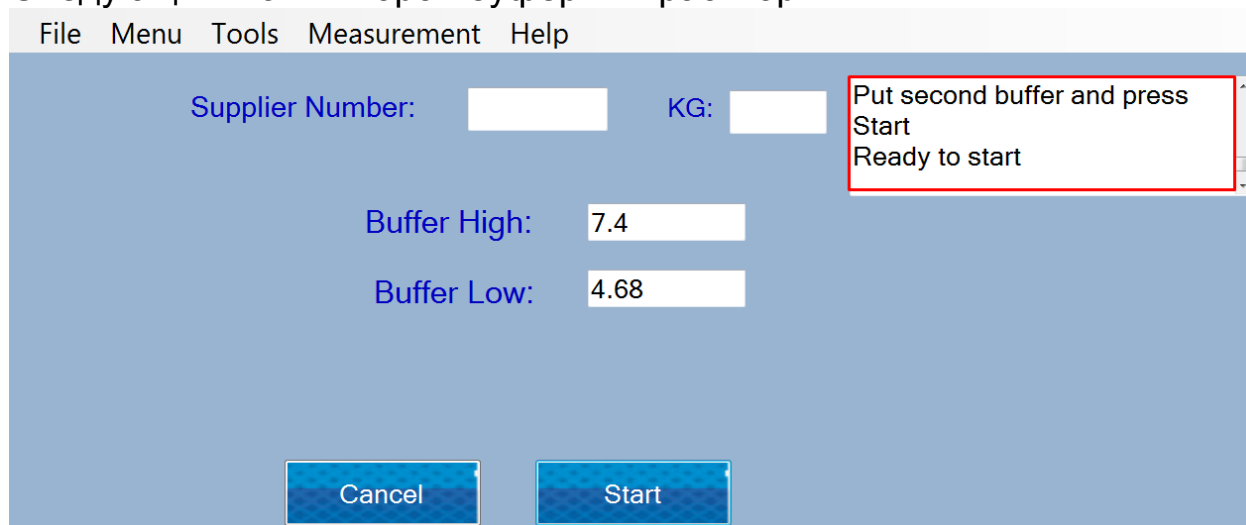 File Menu Tools Measurement Help
Supplier Number:
KG:
Put second buffer and press
Start
Ready to start
Buffer High: 7.4
Buffer Low: 4.68
Cancel
Start